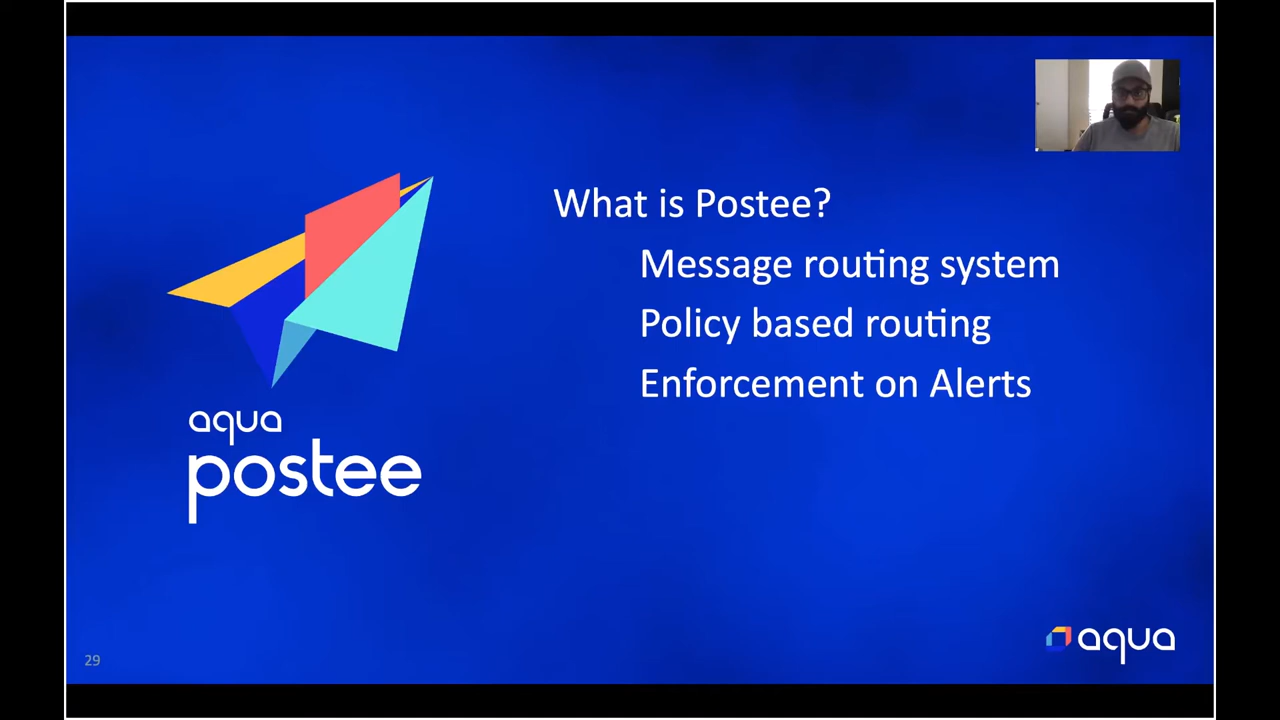 What is Postee?
Message routing system
Policy based routing
Enforcement on Alerts
aqua
postee
29
aqua